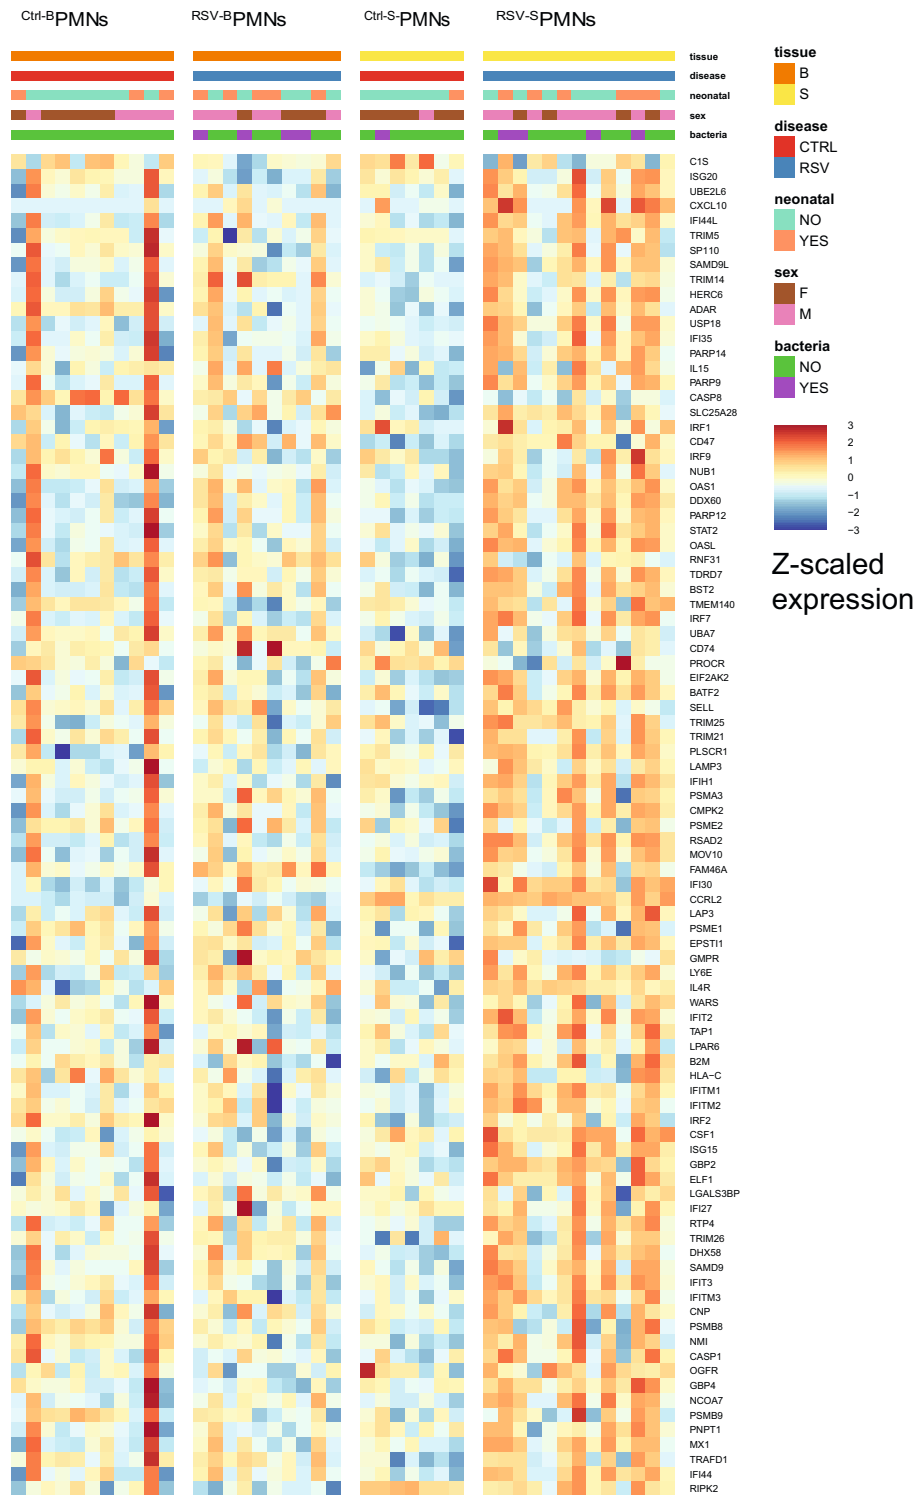 Ctrl-BPMNs RSV-BPMNs Ctrl-S-PMNs RSV-SPMNs
tissue
disease
neonatal
sex
bacteria
C1S
ISG20
UBE2L6
CXCL10
IFI44L
TRIM5
SP110
SAMD9L
TRIM14
HERC6
ADAR
USP18
IFI35
PARP14
IL15
PARP9
CASP8
SLC25A28
IRF1
CD47
IRF9
NUB1
OAS1
DDX60
PARP12
STAT2
OASL
RNF31
TDRD7
BST2
TMEM140
IRF7
UBA7
CD74
PROCR
EIF2AK2
BATF2
SELL
TRIM25
TRIM21
PLSCR1
LAMP3
IFIH1
PSMA3
CMPK2
PSME2
RSAD2
MOV10
FAM46A
IFI30
CCRL2
LAP3
PSME1
EPSTI1
GMPR
LY6E
IL4R
WARS
IFIT2
TAP1
LPAR6
B2M
HLA−C
IFITM1
IFITM2
IRF2
CSF1
ISG15
GBP2
ELF1
LGALS3BP
IFI27
RTP4
TRIM26
DHX58
SAMD9
IFIT3
IFITM3
CNP
PSMB8
NMI
CASP1
OGFR
GBP4
NCOA7
PSMB9
PNPT1
MX1
TRAFD1
IFI44
RIPK2
tissue
B
S
disease
CTRL
RSV
neonatal
NO
YES
sex
F
M
bacteria
NO
YES
3
2
1
0
−1
−2
−3
Z-scaled
expression